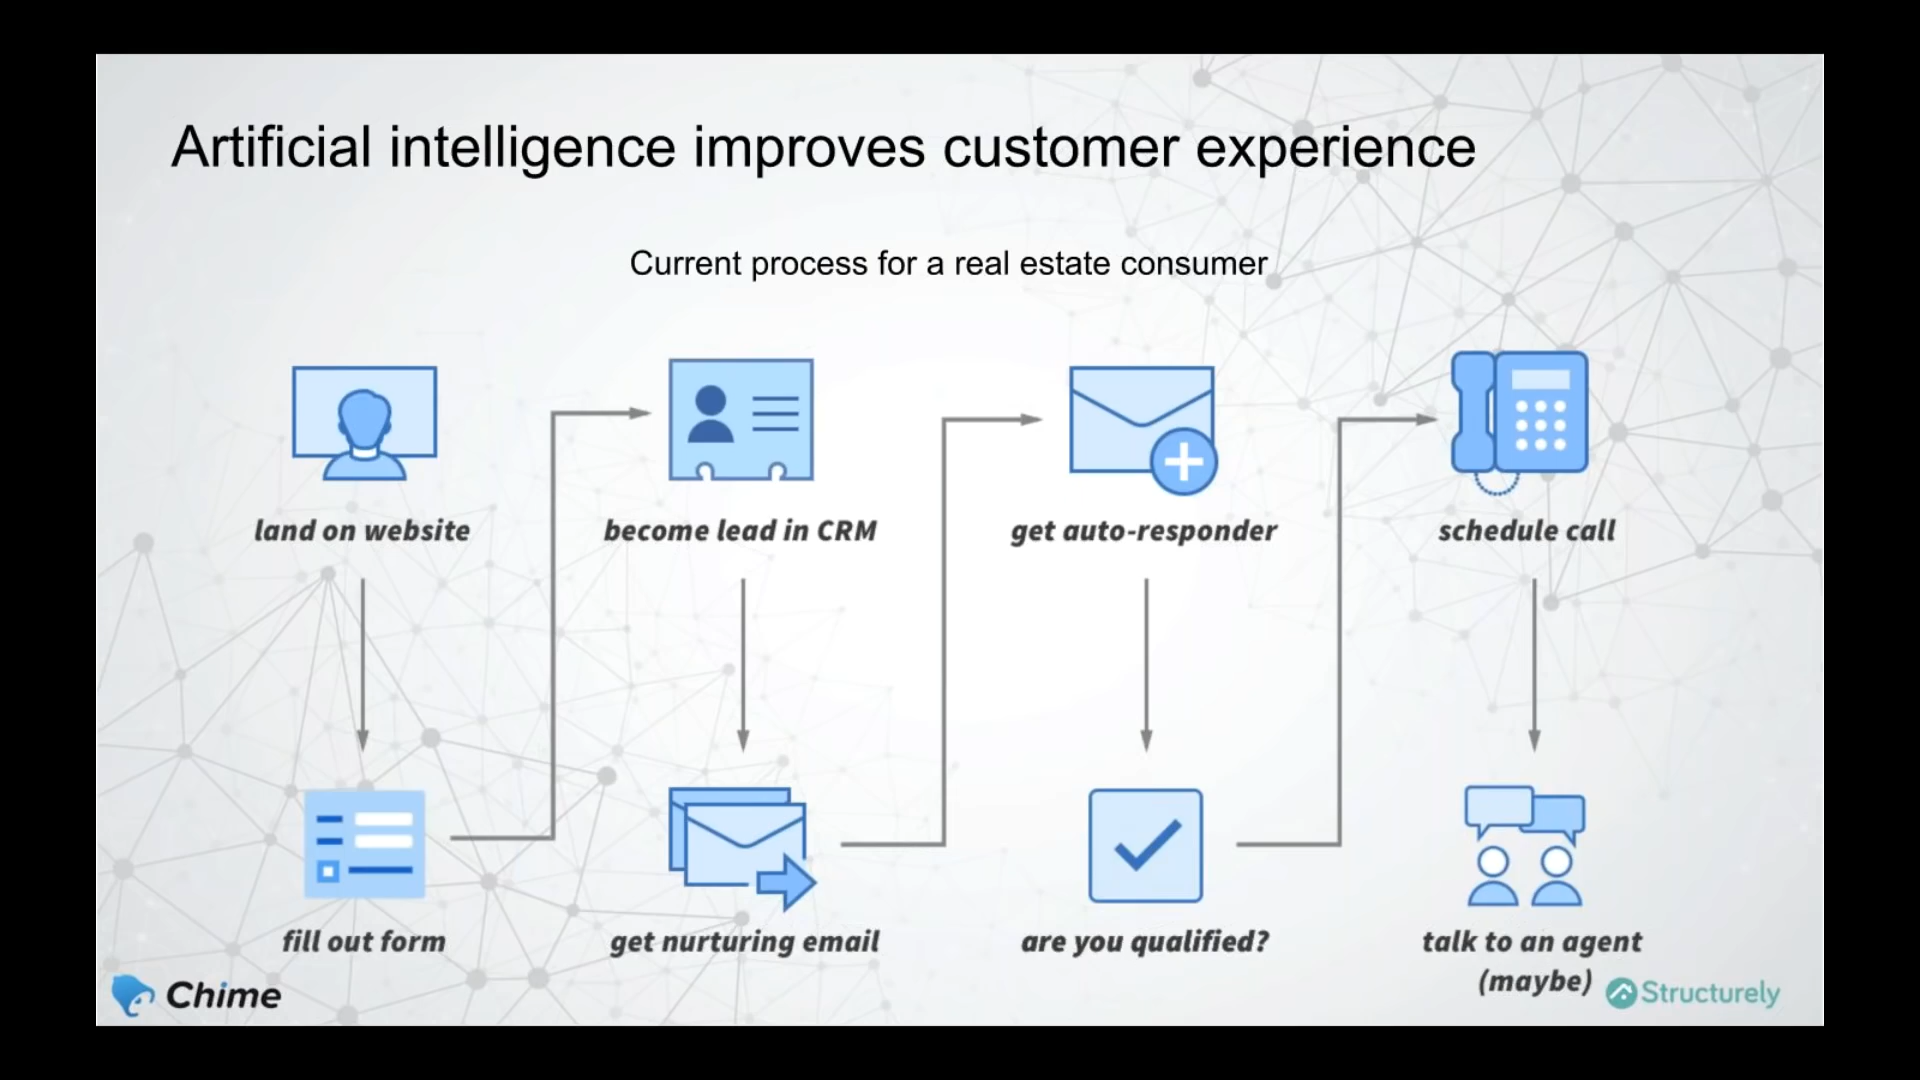 Artificial intelligence improves customer experience
Current process for a real estate consumer
land on website
become lead in CRM
get auto-responder
schedule call
fill out form
get nurturing email
are you qualified?
talk to an agent
(maybe)
Chime
Structurely